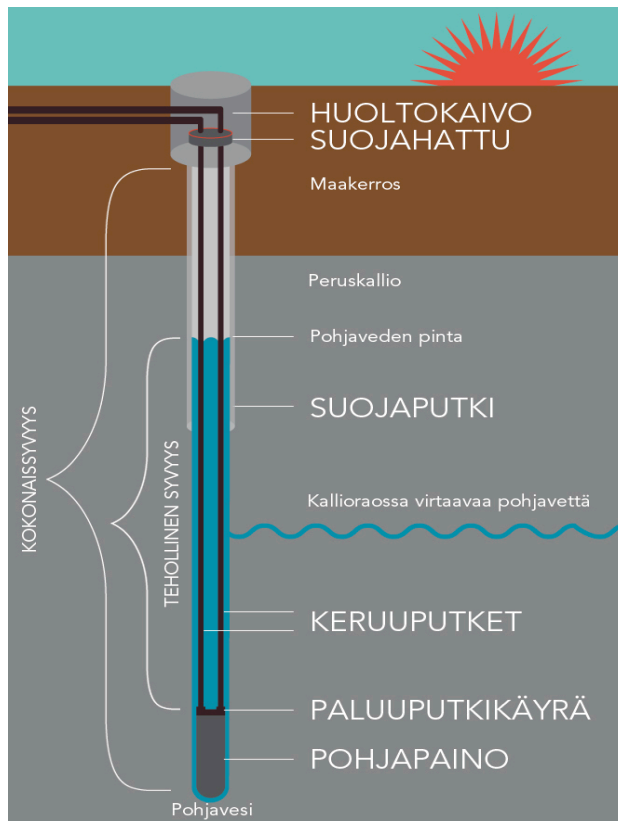 HUOLTOKAIVO
SUOJAHATTU
Maakerros
Peruskallio
Pohjaveden pinta
SUOJAPUTKI
KOKONAISSYVYYS
TEHOLLINEN SYVYYS
Kallioraossa virtaavaa pohjavettä
KERUUPUTKET
PALUUPUTKIKÄYRÄ
POHJAPAINO
Pohjavesi